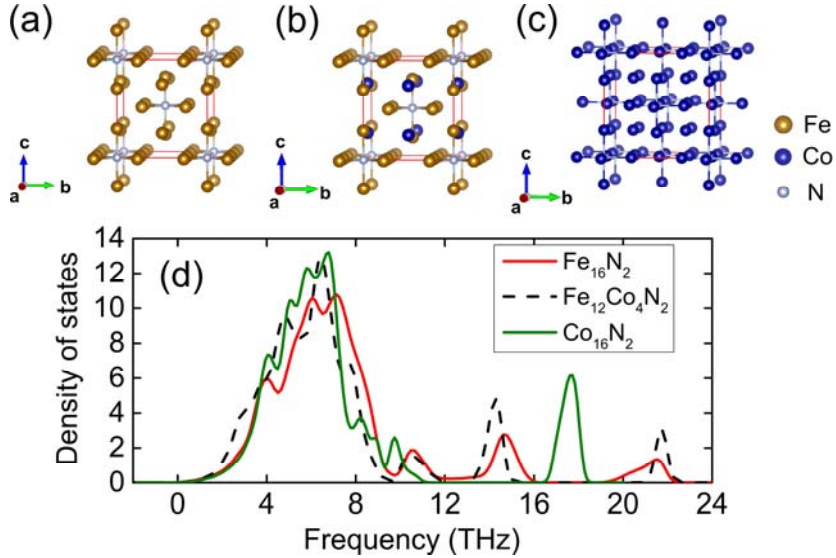 (a)
(b)
(c)
c
a
b
c
a
b
c
a
b
Fe
Co
N
(d)
Fe₁₆N₂
Fe₁₂Co₄N₂
Co₁₆N₂
Density of states
14
12
10
8
6
4
2
0
0 4 8 12 16 20 24
Frequency (THz)